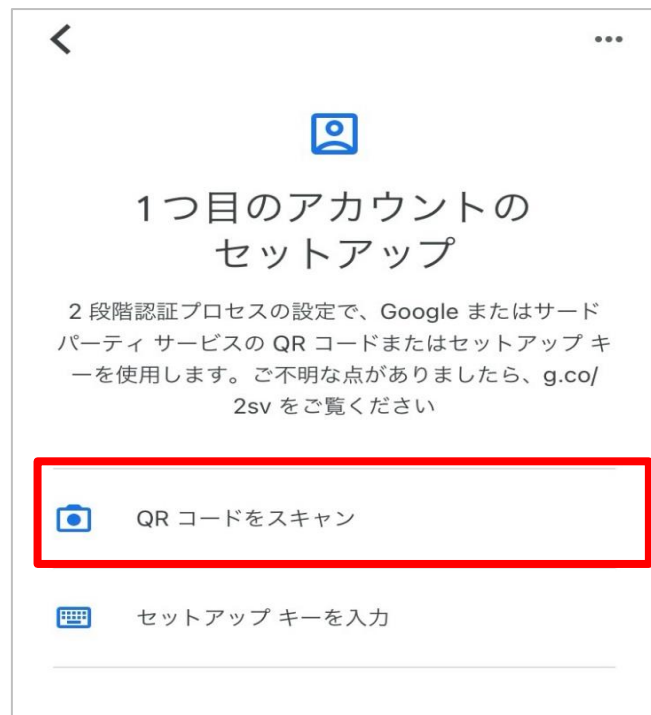 1つ目のアカウントの
セットアップ
2 段階認証プロセスの設定で、Google またはサード
パーティ サービスの QR コードまたはセットアップ キ
ーを使用します。ご不明な点がありましたら、g.co/
2sv をご覧ください
QR コードをスキャン
セットアップ キーを入力